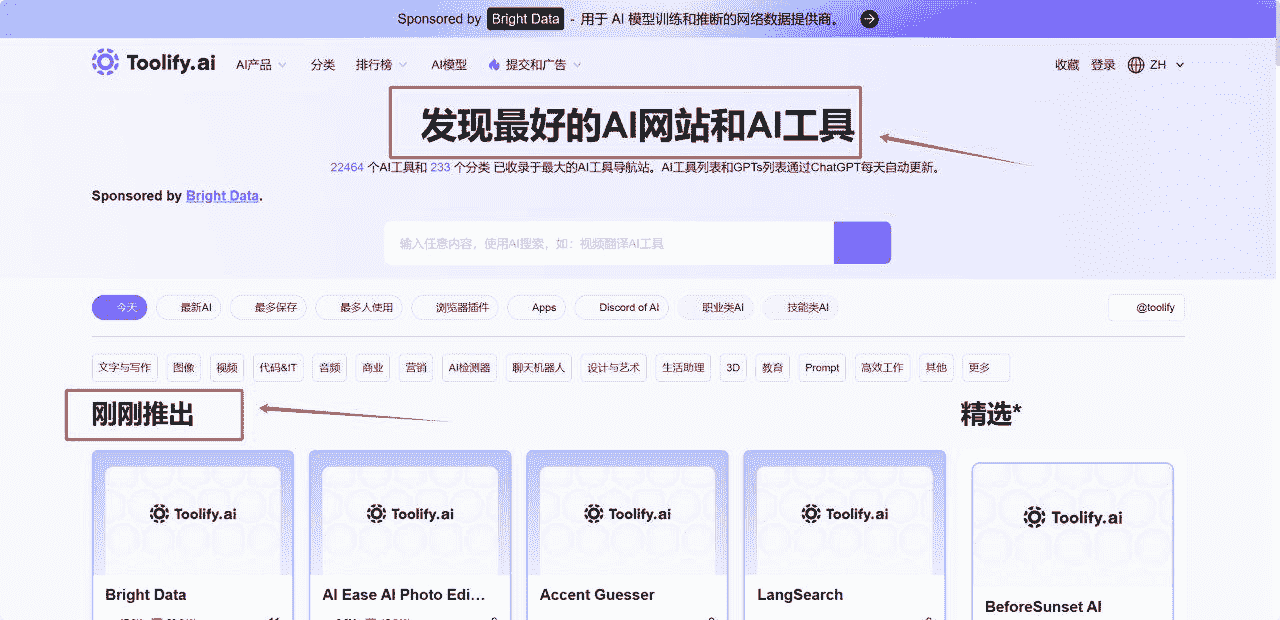 Sponsored by Bright Data - 用于 AI 模型训练和推断的网络数据提供商。
Toolify.ai AI产品 分类 排行榜 AI模型 提交和广告 收藏 登录 ZH
发现最好的AI网站和AI工具
22464 个AI工具和 233 个分类 已收录于最大的AI工具导航站。AI工具列表和GPTs列表通过ChatGPT每天自动更新。
Sponsored by Bright Data.
输入任意内容，使用AI搜索，如：视频翻译AI工具
今天 最新AI 最多保存 最多人使用 浏览器插件 Apps Discord of AI 职业类AI 技能类AI @toolify
文字与写作 图像 视频 代码&IT 音频 商业 营销 AI检测器 聊天机器人 设计与艺术 生活助理 3D 教育 Prompt 高效工作 其他 更多
刚刚推出 精选*
Toolify.ai Toolify.ai Toolify.ai Toolify.ai Toolify.ai
Bright Data AI Ease AI Photo Edi... Accent Guesser LangSearch BeforeSunset AI